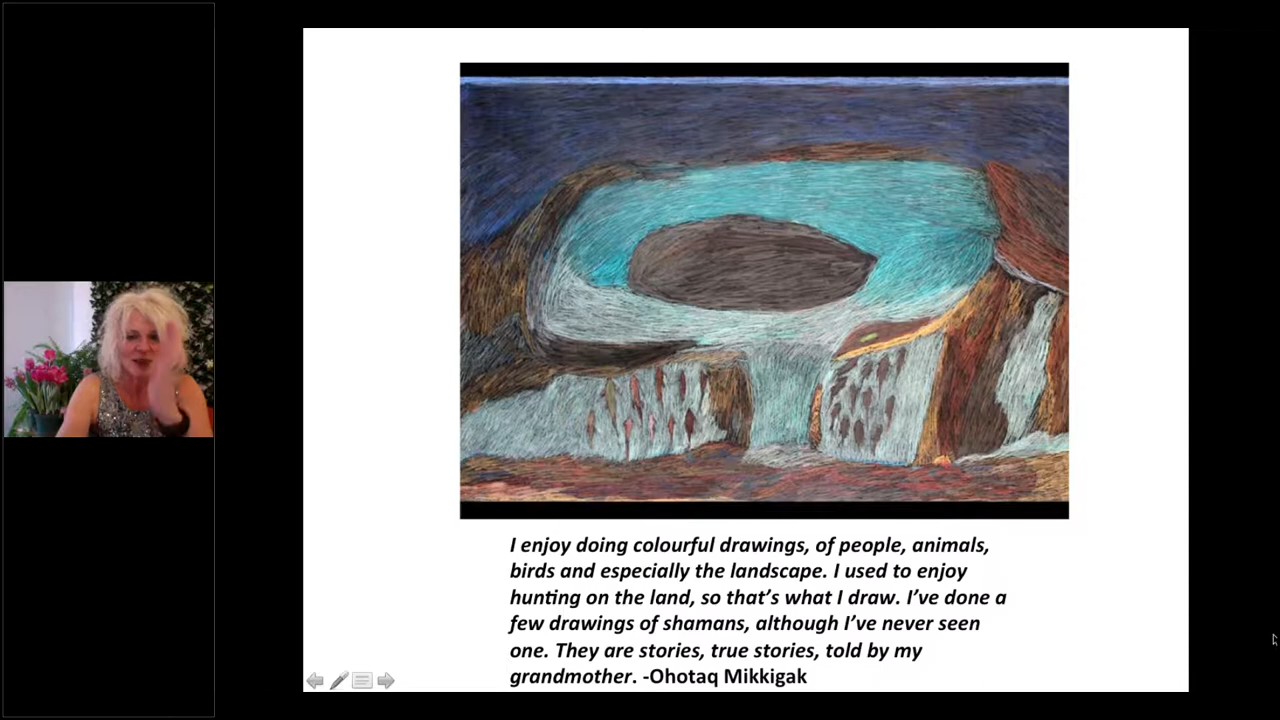 I enjoy doing colourful drawings, of people, animals,
birds and especially the landscape. I used to enjoy
hunting on the land, so that’s what I draw. I’ve done a
few drawings of shamans, although I’ve never seen
one. They are stories, true stories, told by my
grandmother. -Ohotaq Mikkigak